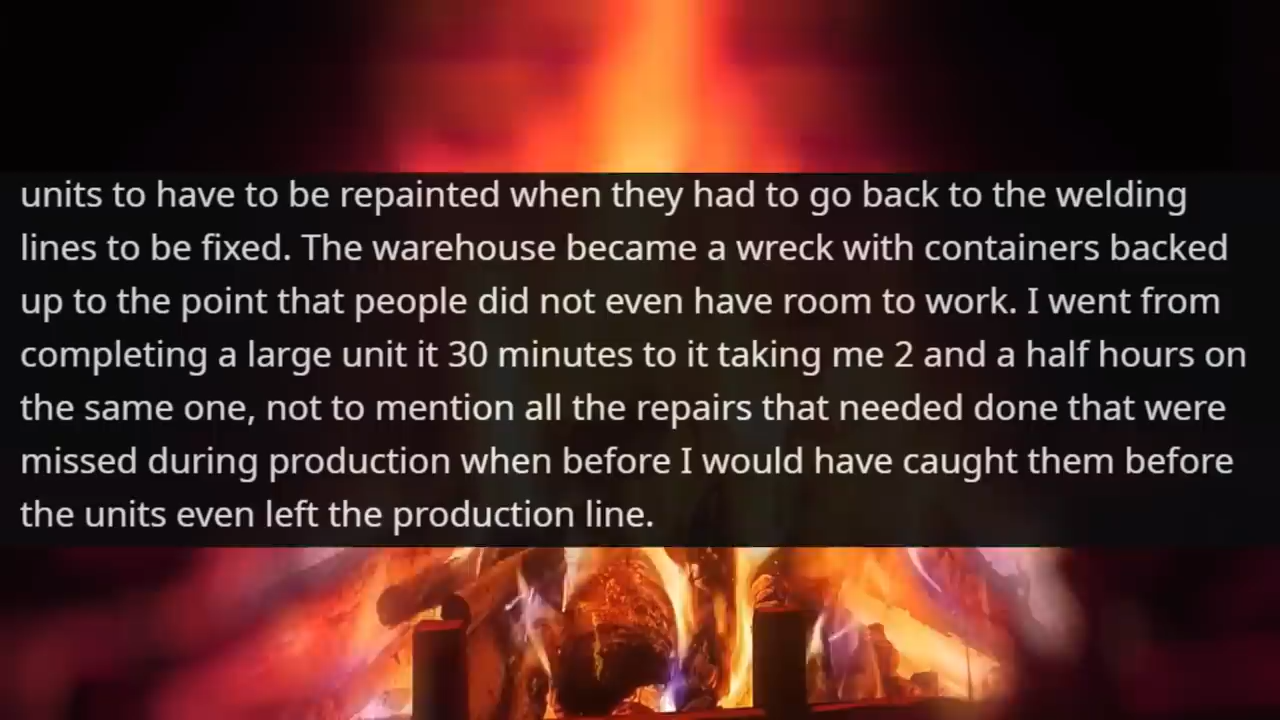 units to have to be repainted when they had to go back to the welding
lines to be fixed. The warehouse became a wreck with containers backed
up to the point that people did not even have room to work. I went from
completing a large unit it 30 minutes to it taking me 2 and a half hours on
the same one, not to mention all the repairs that needed done that were
missed during production when before I would have caught them before
the units even left the production line.